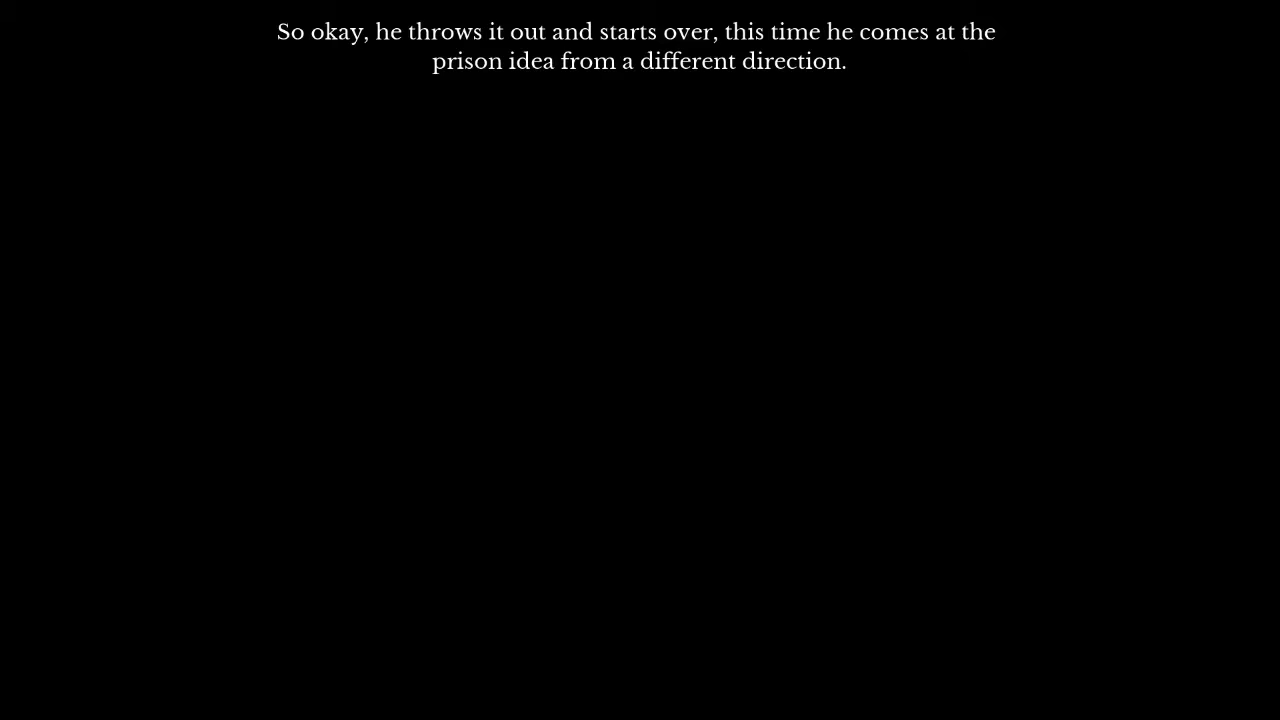 So okay, he throws it out and starts over, this time he comes at the
prison idea from a different direction.